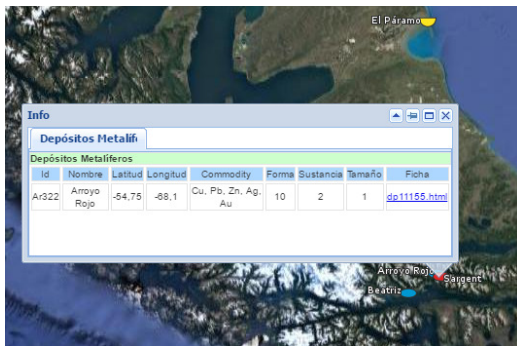 El Páramo
Info
Depósitos Metalífe
Depósitos Metalíferos
Id Nombre Latitud Longitud Commodity Forma Sustancia Tamaño Ficha
Ar322 Arroyo Rojo -54,75 -68,1 Cu, Pb, Zn, Ag, Au 10 2 1 dp11155.html
Arroyo Rojo
Sargent
Beatriz